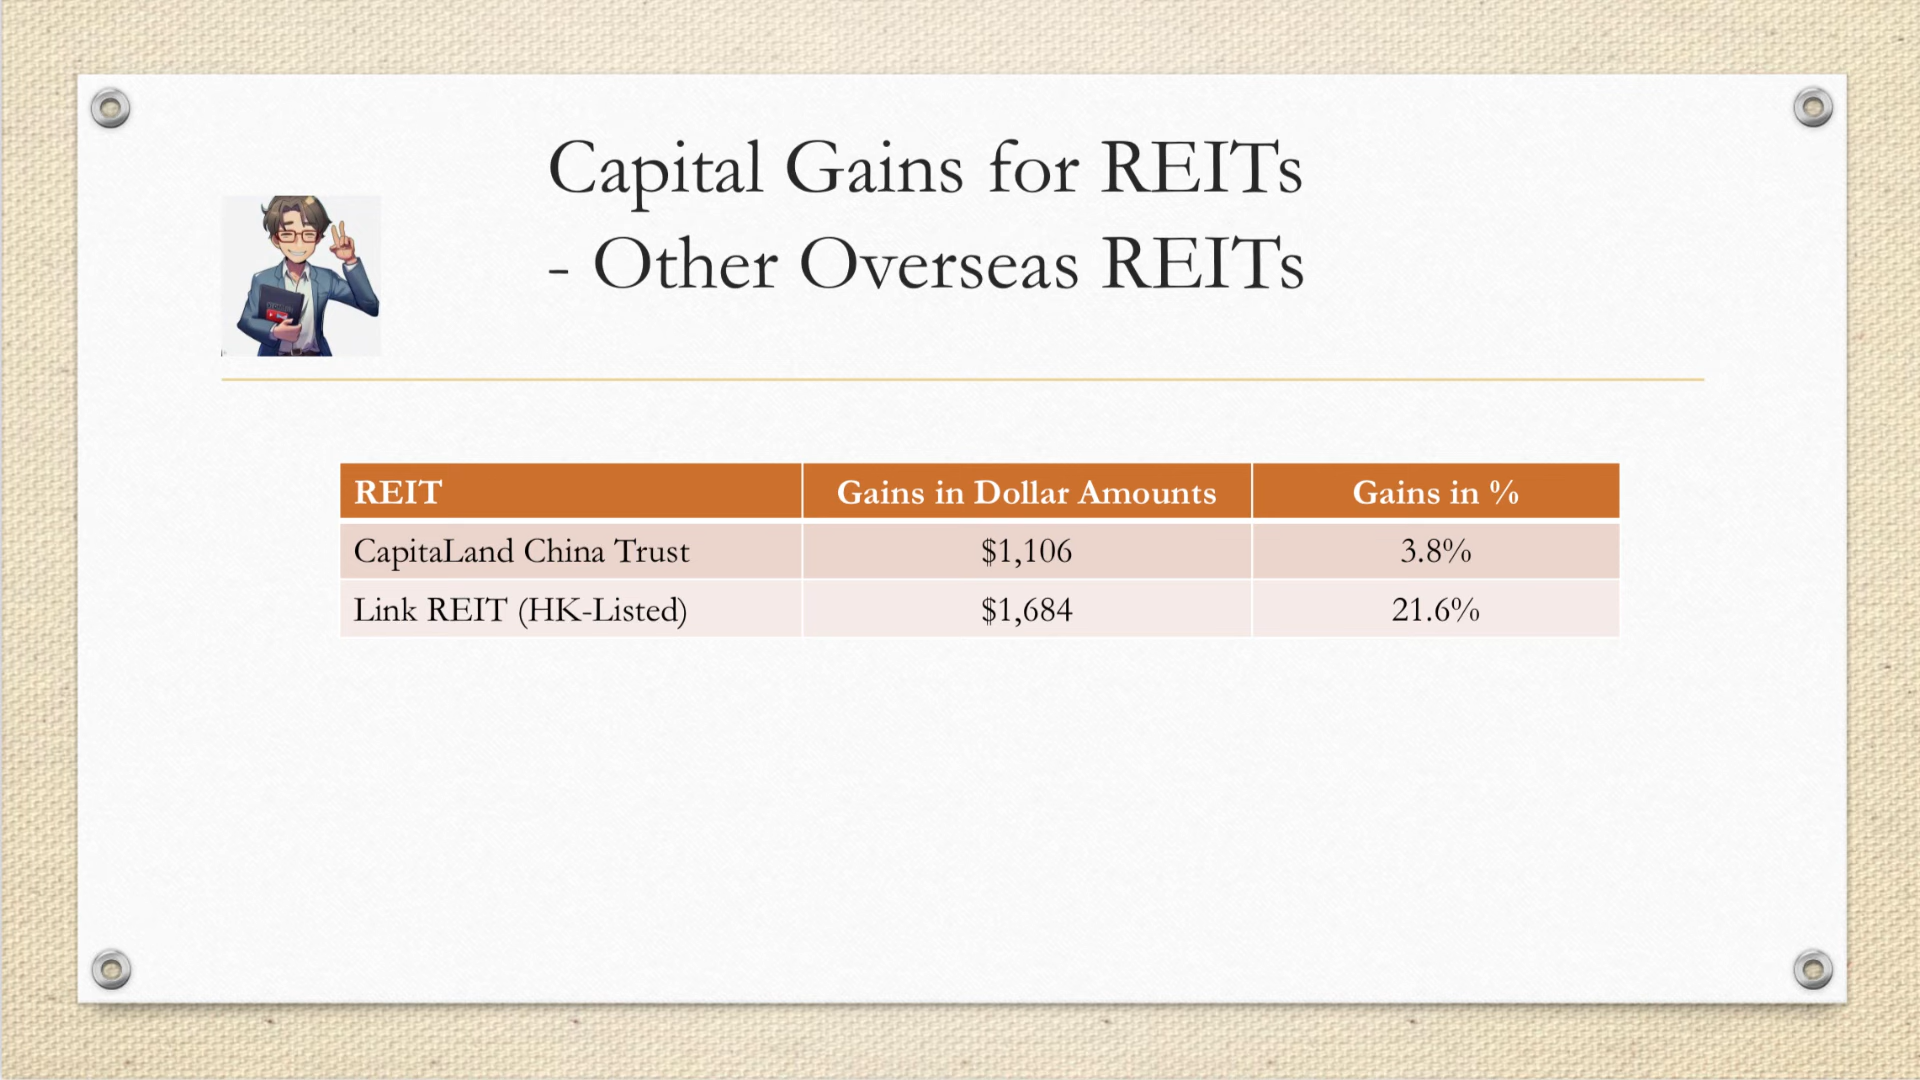 Capital Gains for REITs
- Other Overseas REITs
REIT Gains in Dollar Amounts Gains in %
CapitaLand China Trust $1,106 3.8%
Link REIT (HK-Listed) $1,684 21.6%